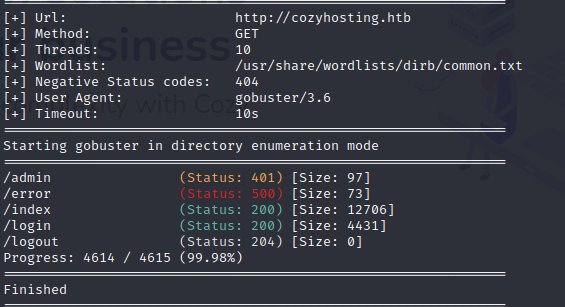 [+] Url: http://cozyhosting.htb
[+] Method: GET
[+] Threads: 10
[+] Wordlist: /usr/share/wordlists/dirb/common.txt
[+] Negative Status codes: 404
[+] User Agent: gobuster/3.6
[+] Timeout: 10s
Starting gobuster in directory enumeration mode
/admin (Status: 401) [Size: 97]
/error (Status: 500) [Size: 73]
/index (Status: 200) [Size: 12706]
/login (Status: 200) [Size: 4431]
/logout (Status: 204) [Size: 0]
Progress: 4614 / 4615 (99.98%)
Finished